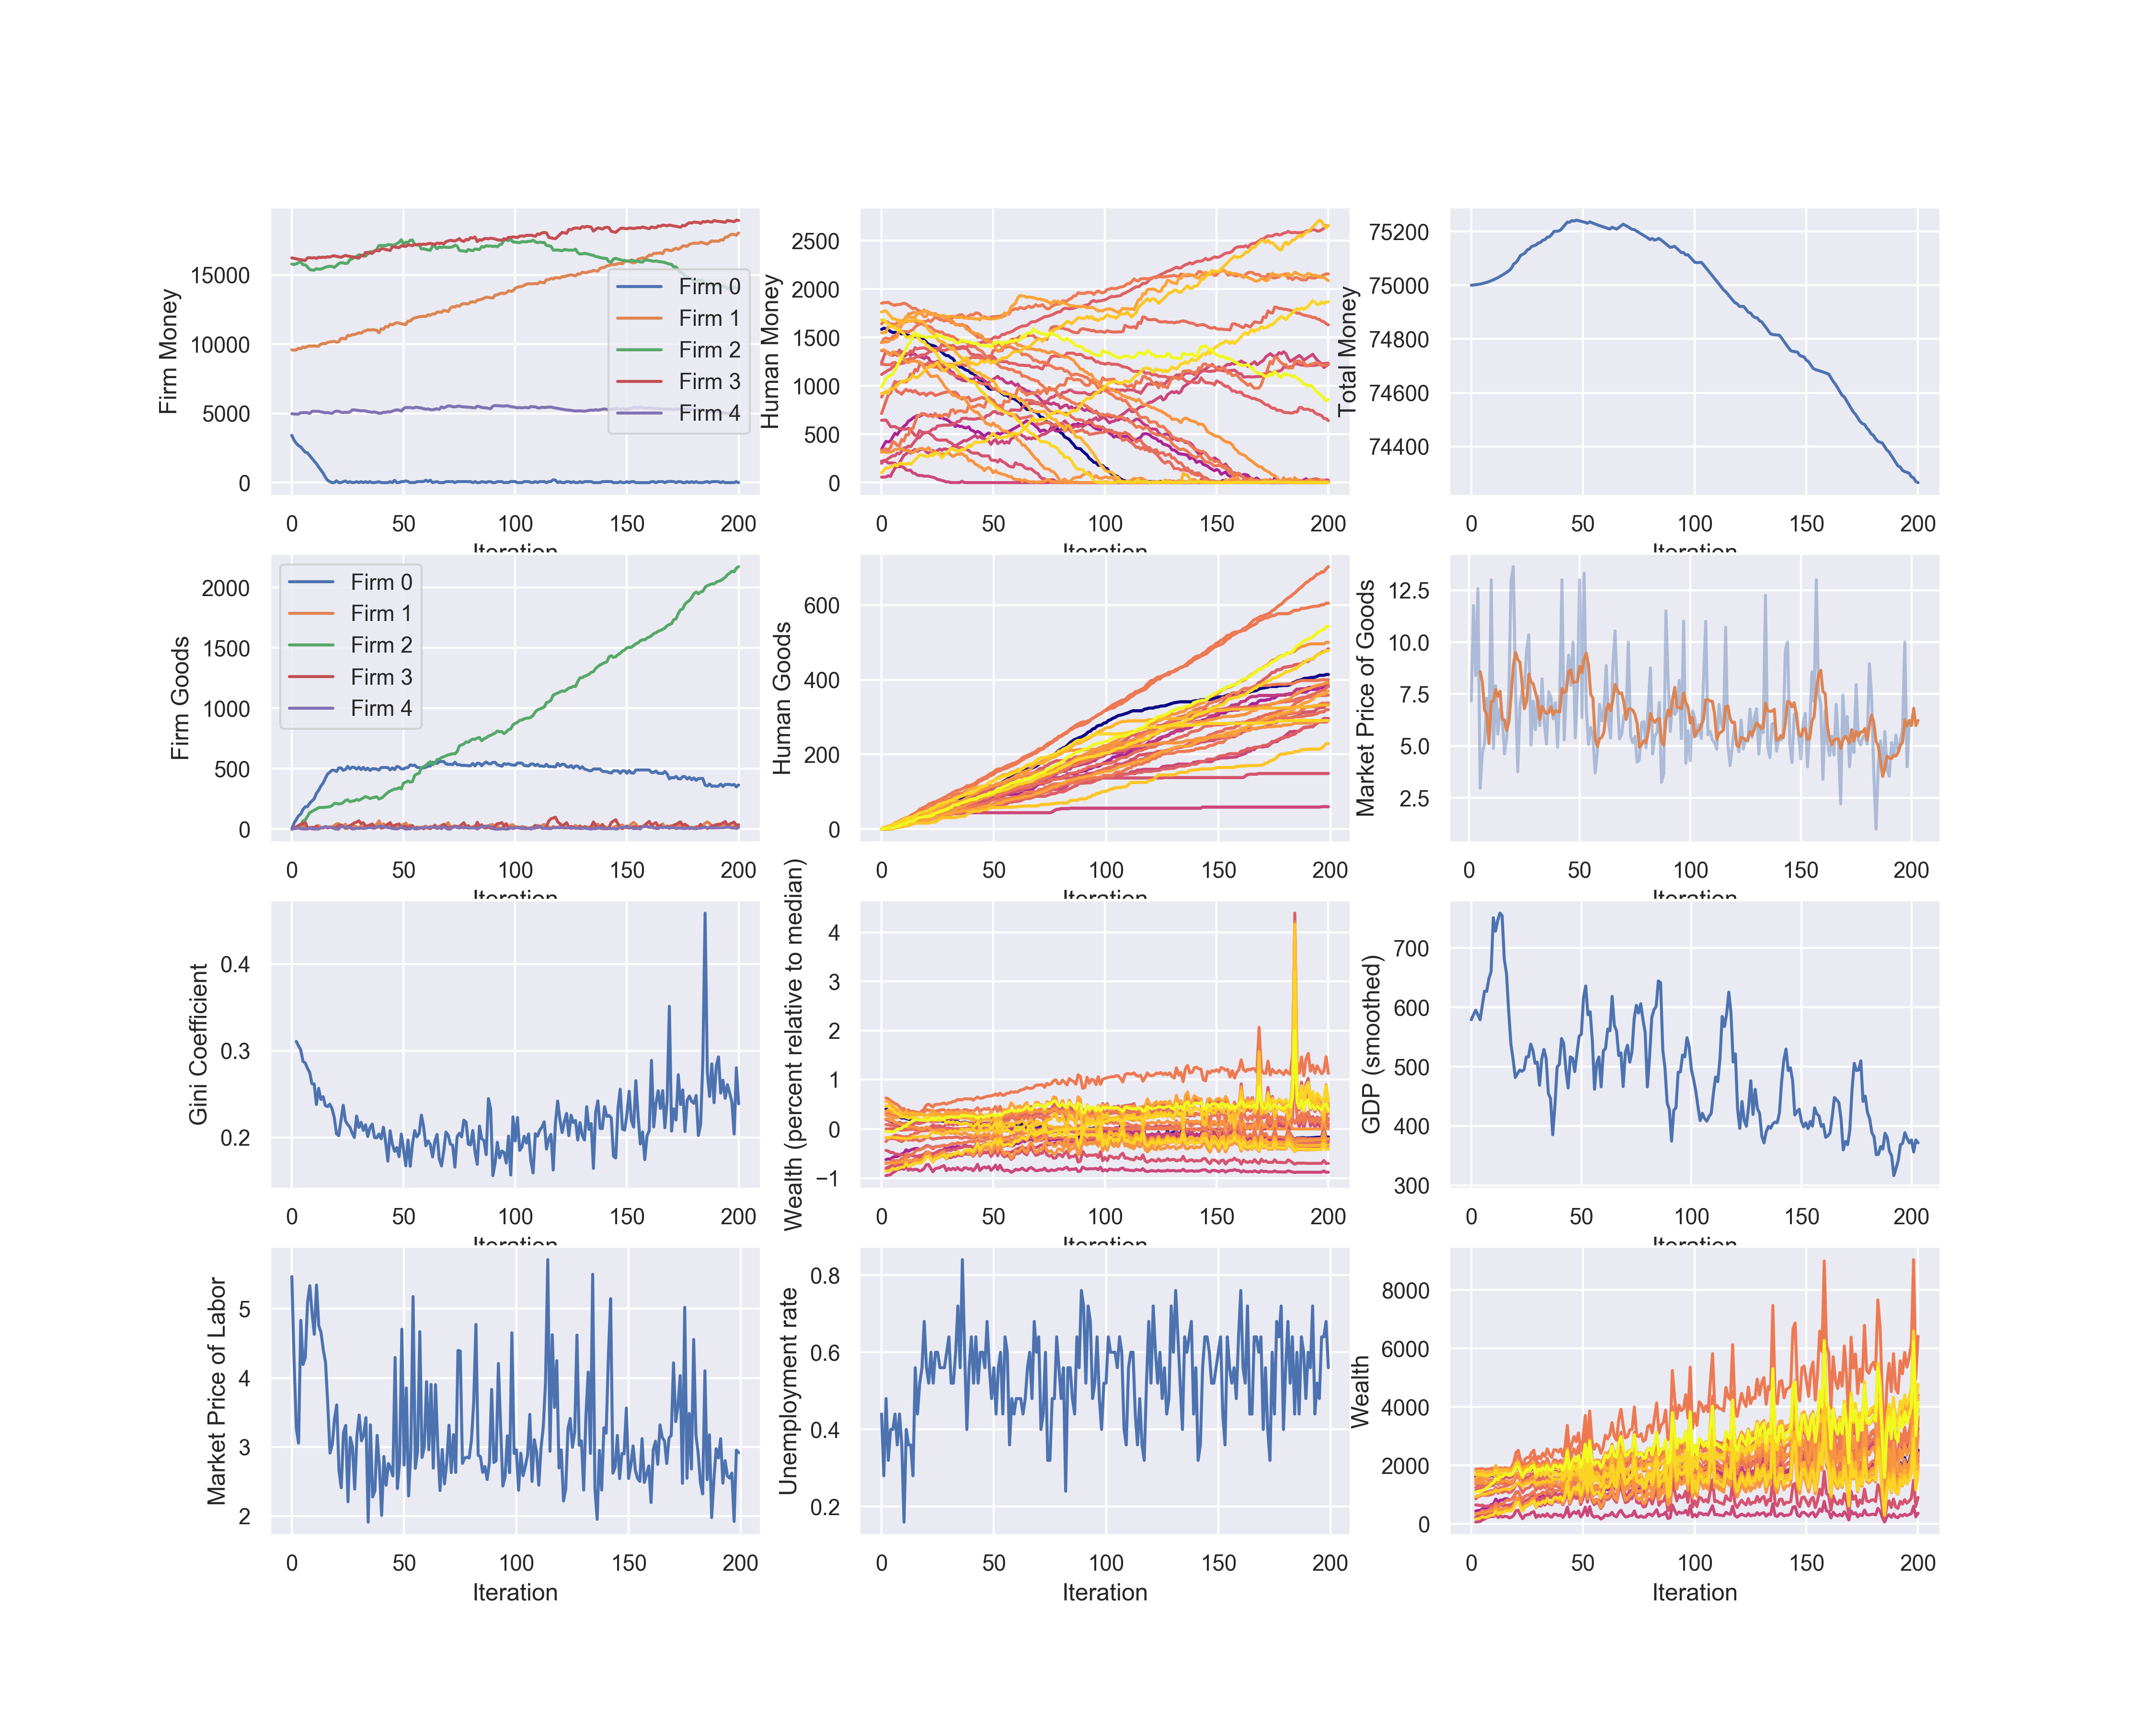 Firm Money
15000
10000
5000
0
0 50 100 150 200
Iteration
Firm 0
Firm 1
Firm 2
Firm 3
Firm 4
Human Money
2500
2000
1500
1000
500
0
0 50 100 150 200
Iteration
Total Money
75200
75000
74800
74600
74400
0 50 100 150 200
Iteration
Firm Goods
2000
1500
1000
500
0
0 50 100 150 200
Iteration
Firm 0
Firm 1
Firm 2
Firm 3
Firm 4
Human Goods
600
400
200
0
0 50 100 150 200
Iteration
Market Price of Goods
12.5
10.0
7.5
5.0
2.5
0 50 100 150 200
Iteration
Gini Coefficient
0.4
0.3
0.2
0 50 100 150 200
Iteration
Wealth (percent relative to median)
4
3
2
1
0
−1
0 50 100 150 200
Iteration
GDP (smoothed)
700
600
500
400
300
0 50 100 150 200
Iteration
Market Price of Labor
5
4
3
2
0 50 100 150 200
Iteration
Unemployment rate
0.8
0.6
0.4
0.2
0 50 100 150 200
Iteration
Wealth
8000
6000
4000
2000
0
0 50 100 150 200
Iteration